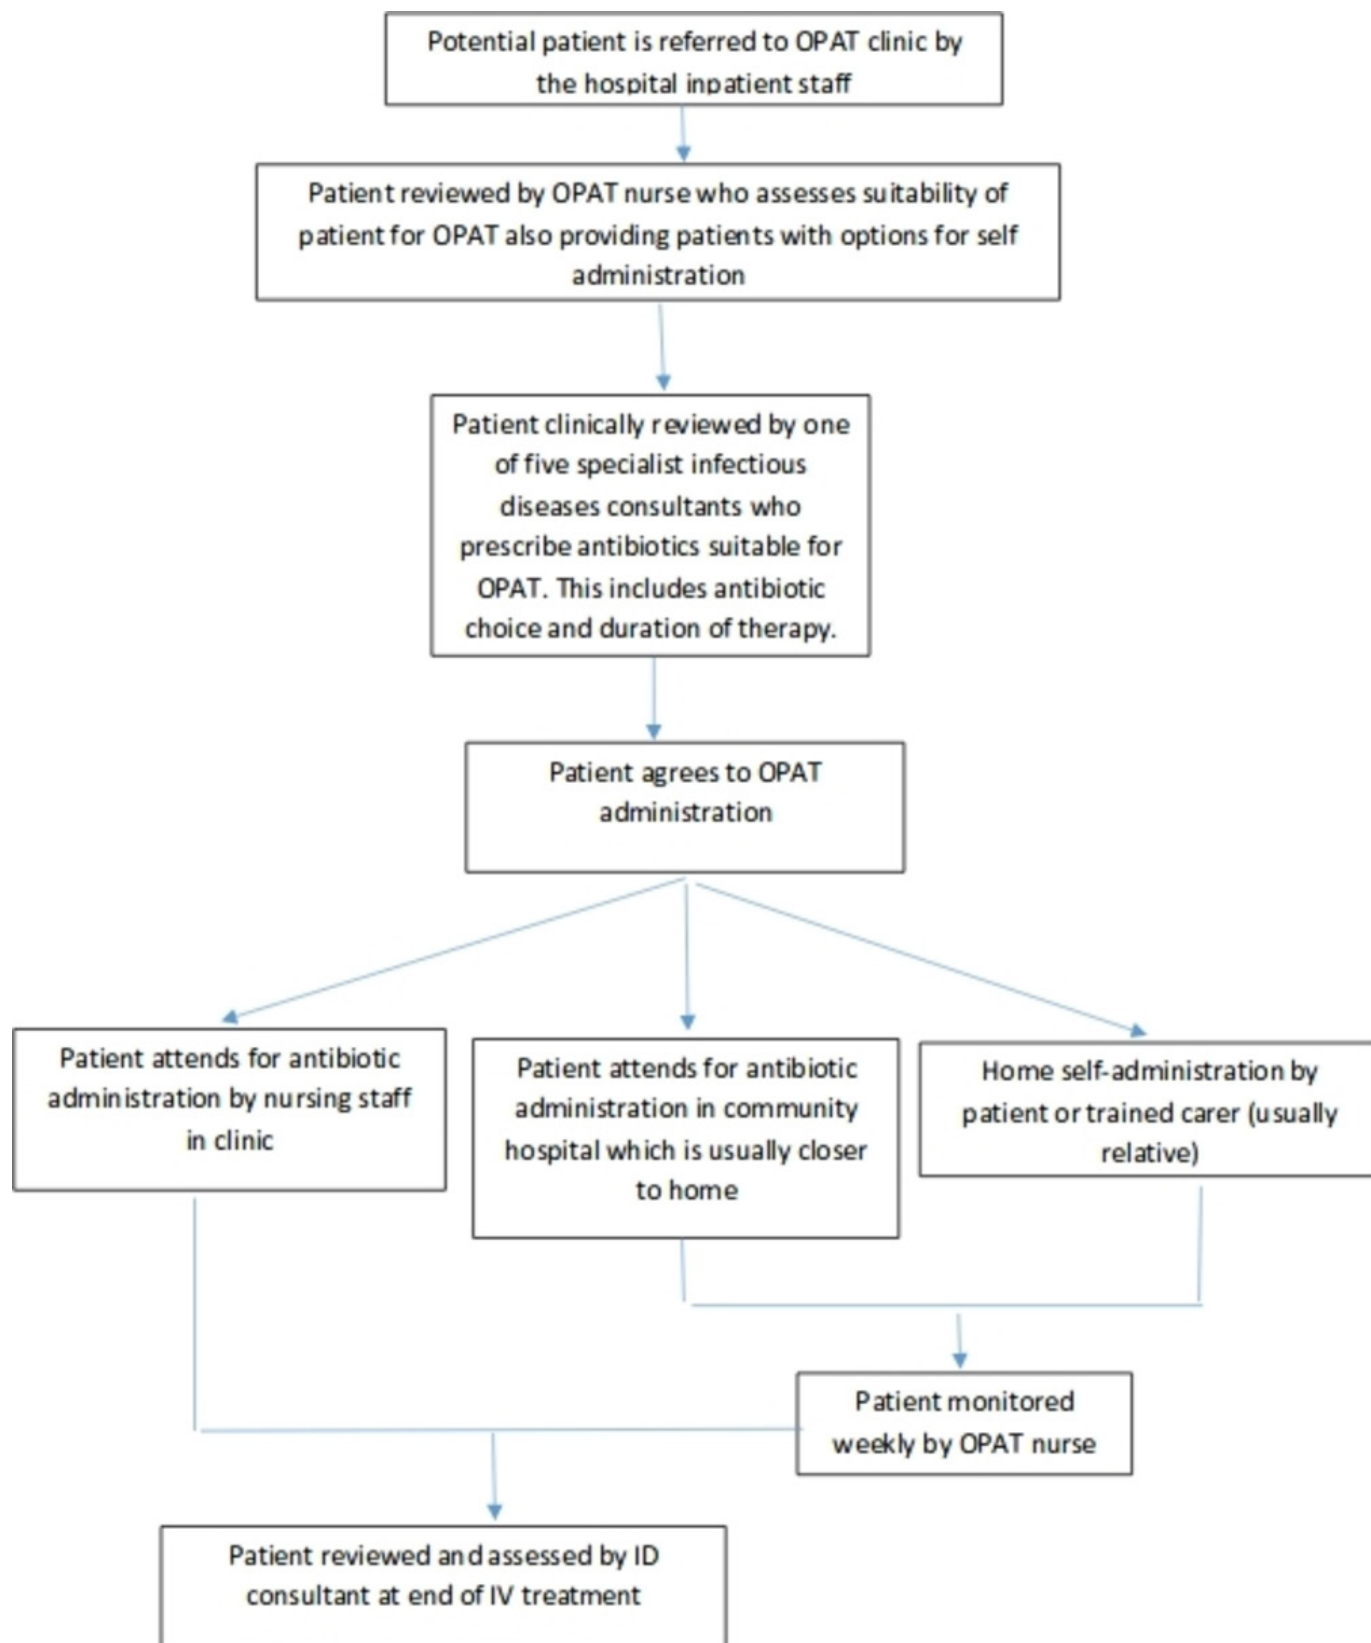 Potential patient is referred to OPAT clinic by
the hospital inpatient staff
Patient reviewed by OPAT nurse who assesses suitability of
patient for OPAT also providing patients with options for self
administration
Patient clinically reviewed by one
of five specialist infectious
diseases consultants who
prescribe antibiotics suitable for
OPAT. This includes antibiotic
choice and duration of therapy.
Patient agrees to OPAT
administration
Patient attends for antibiotic
administration by nursing staff
in clinic
Patient attends for antibiotic
administration in community
hospital which is usually closer
to home
Home self-administration by
patient or trained carer (usually
relative)
Patient monitored
weekly by OPAT nurse
Patient reviewed and assessed by ID
consultant at end of IV treatment